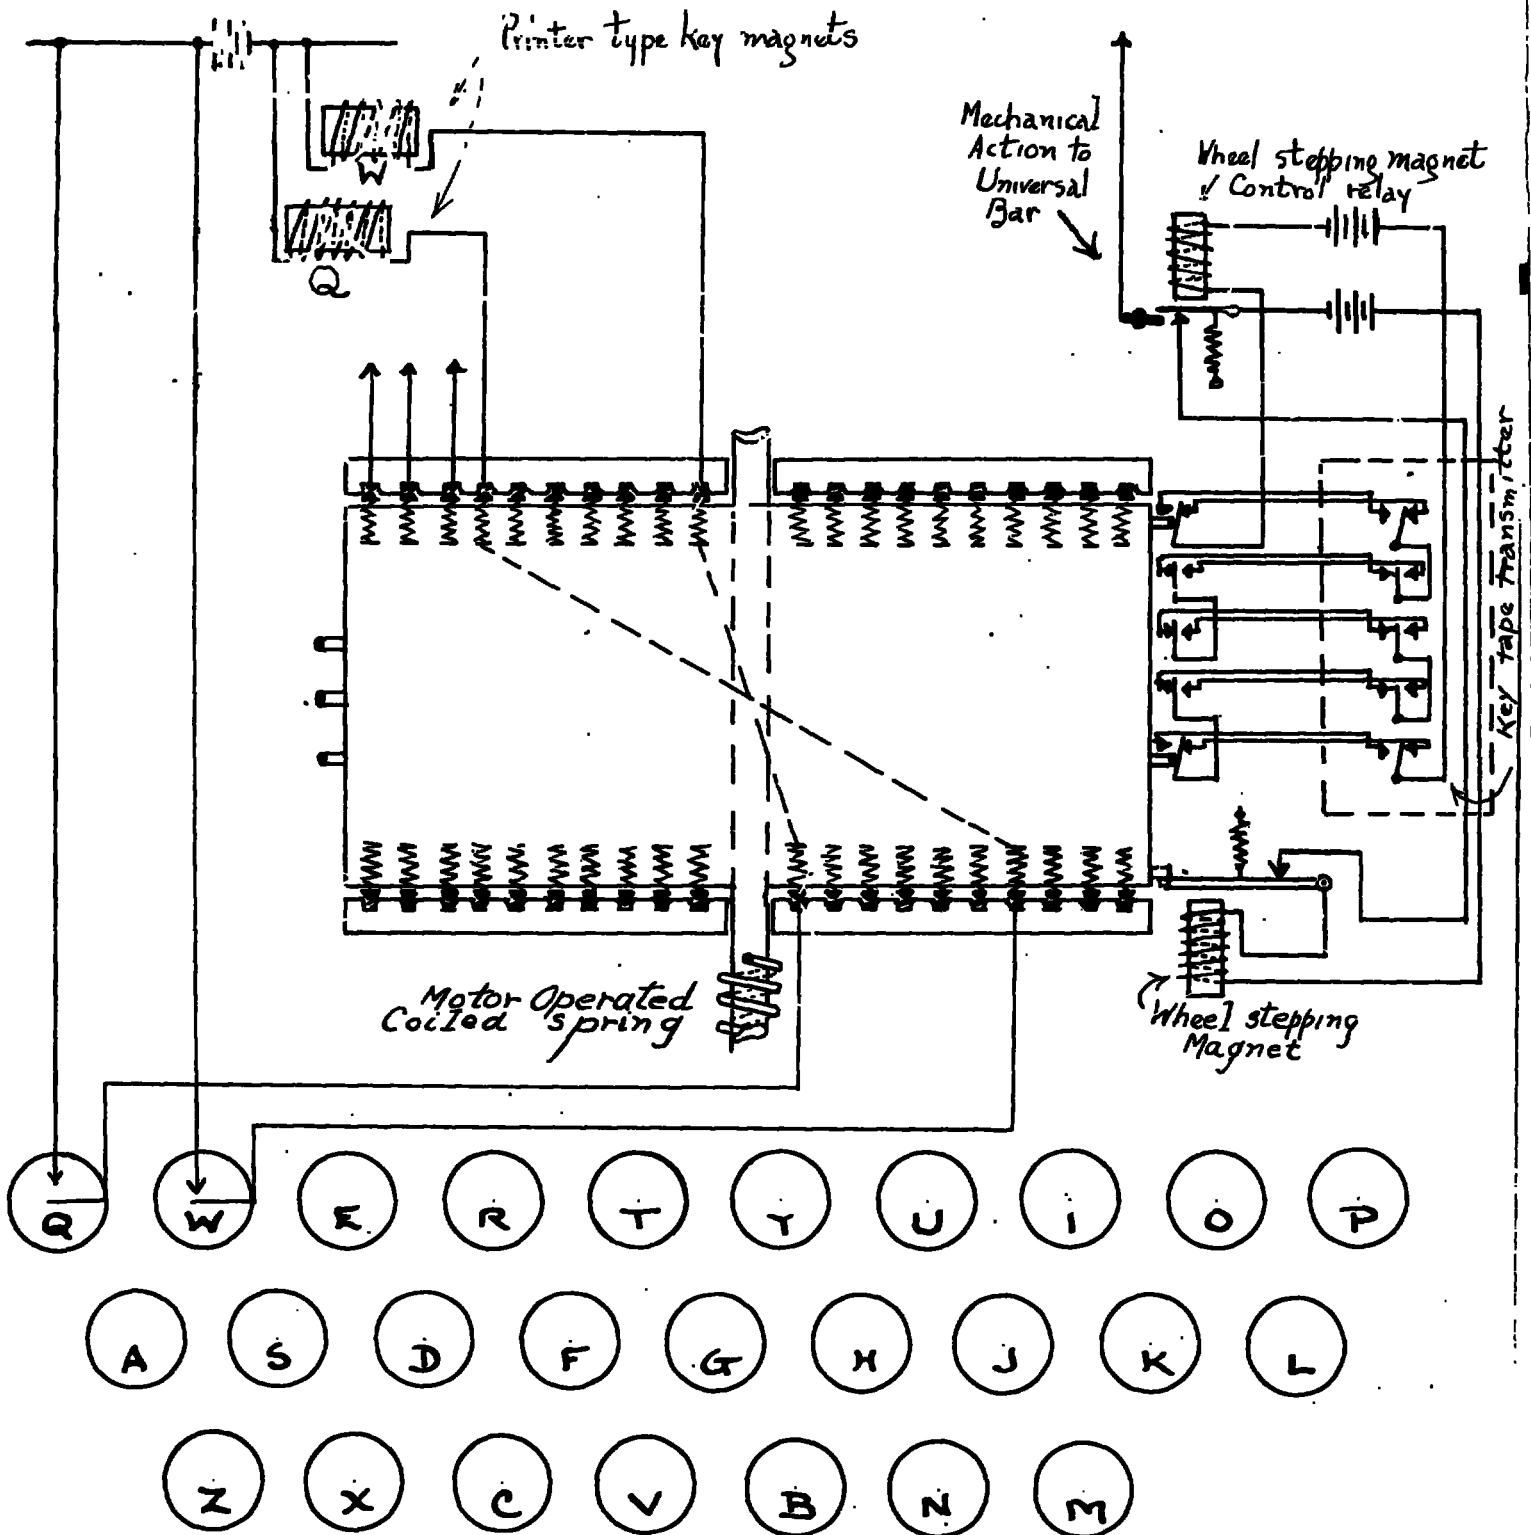 Printer type key magnets
W
Q
Mechanical
Action to
Universal
Bar
Wheel stepping magnet
Control relay
Key tape transmitter
Motor Operated
Coiled spring
Wheel stepping
Magnet
Q W E R T Y U I O P
A S D F G H J K L
Z X C V B N M